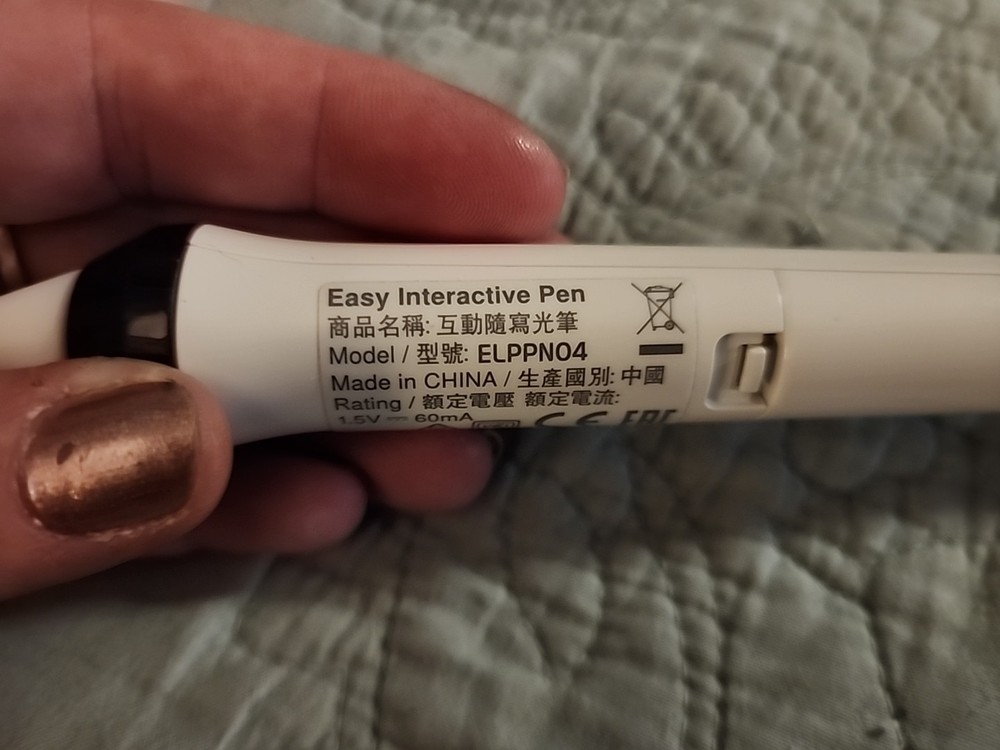 Easy Interactive Pen
商品名稱: 互動隨寫光筆
Model / 型號: ELPPN04
Made in CHINA / 生產國別: 中國
Rating / 額定電壓 額定電流:
1.5V ⎓ 60mA
CE EAC